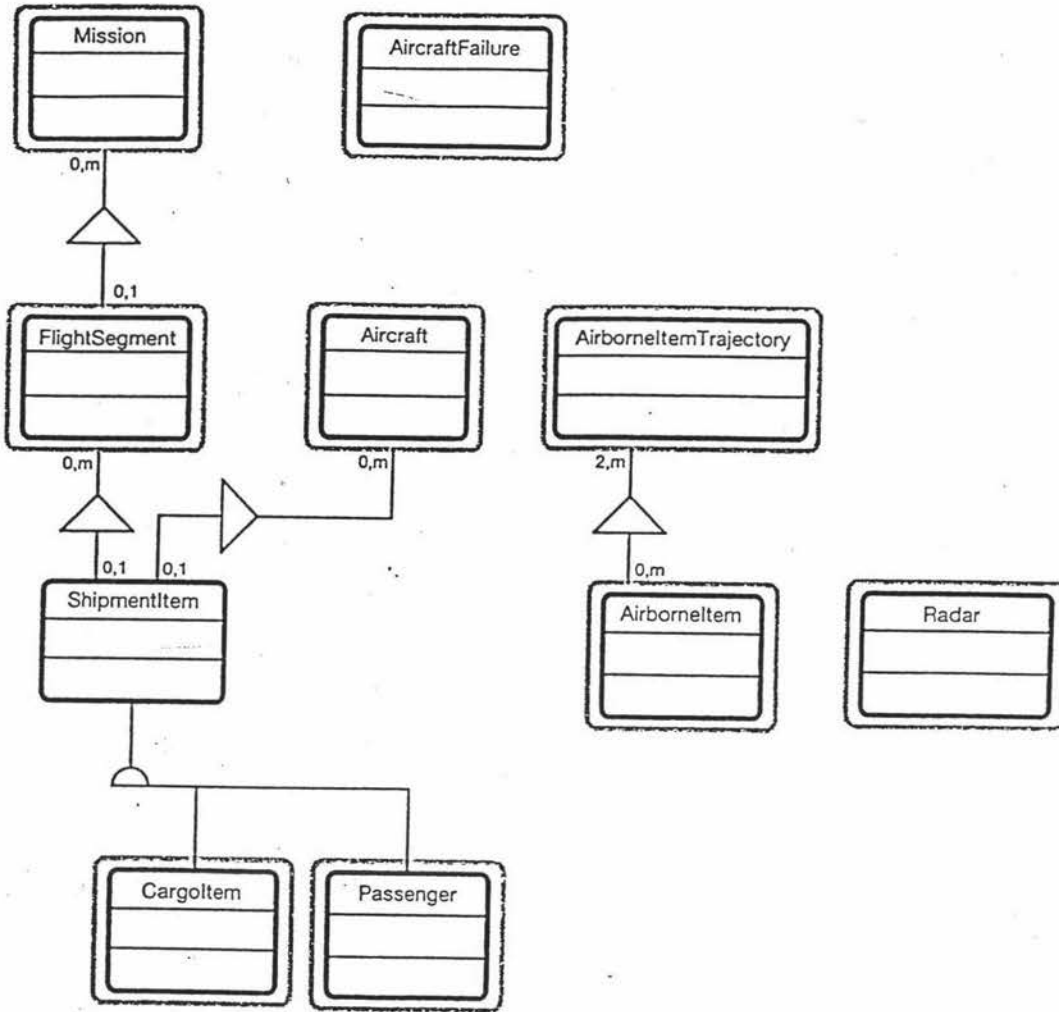 Mission
AircraftFailure
0,m
0,1
FlightSegment
Aircraft
AirborneItemTrajectory
0,m
0,m
2,m
0,1
0,1
0,m
ShipmentItem
AirborneItem
Radar
CargoItem
Passenger